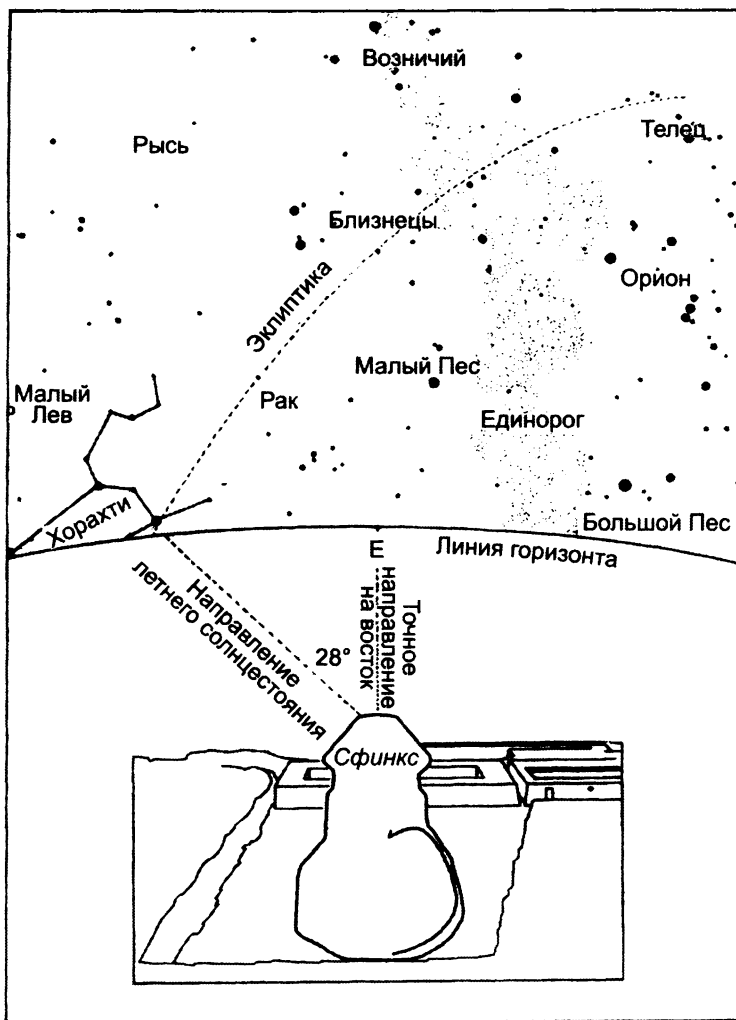 Возничий
Телец
Рысь
Близнецы
Орион
Эклиптика
Малый Пес
Малый
Лев
Рак
Единорог
Хорахти
Большой Пес
E
Линия горизонта
Направление
летнего солнцестояния
28°
Точное
направление
на восток
Сфинкс